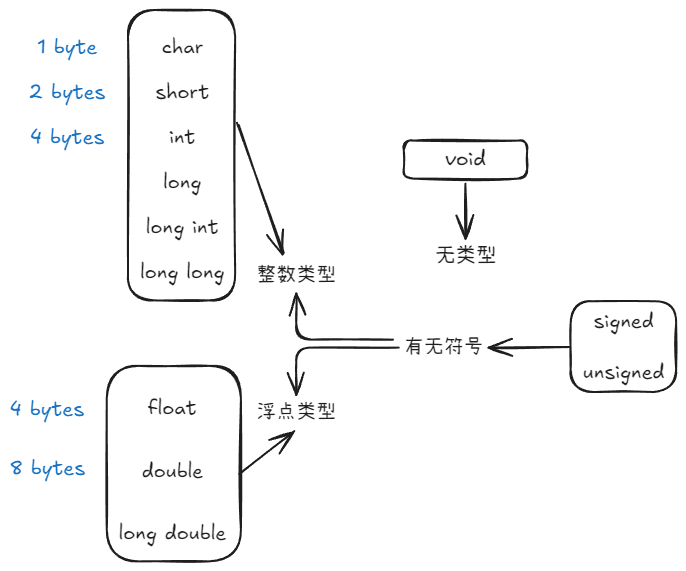 1 byte
char
2 bytes
short
4 bytes
int
long
long int
long long
void
无类型
整数类型
有无符号
signed
unsigned
浮点类型
4 bytes
float
8 bytes
double
long double